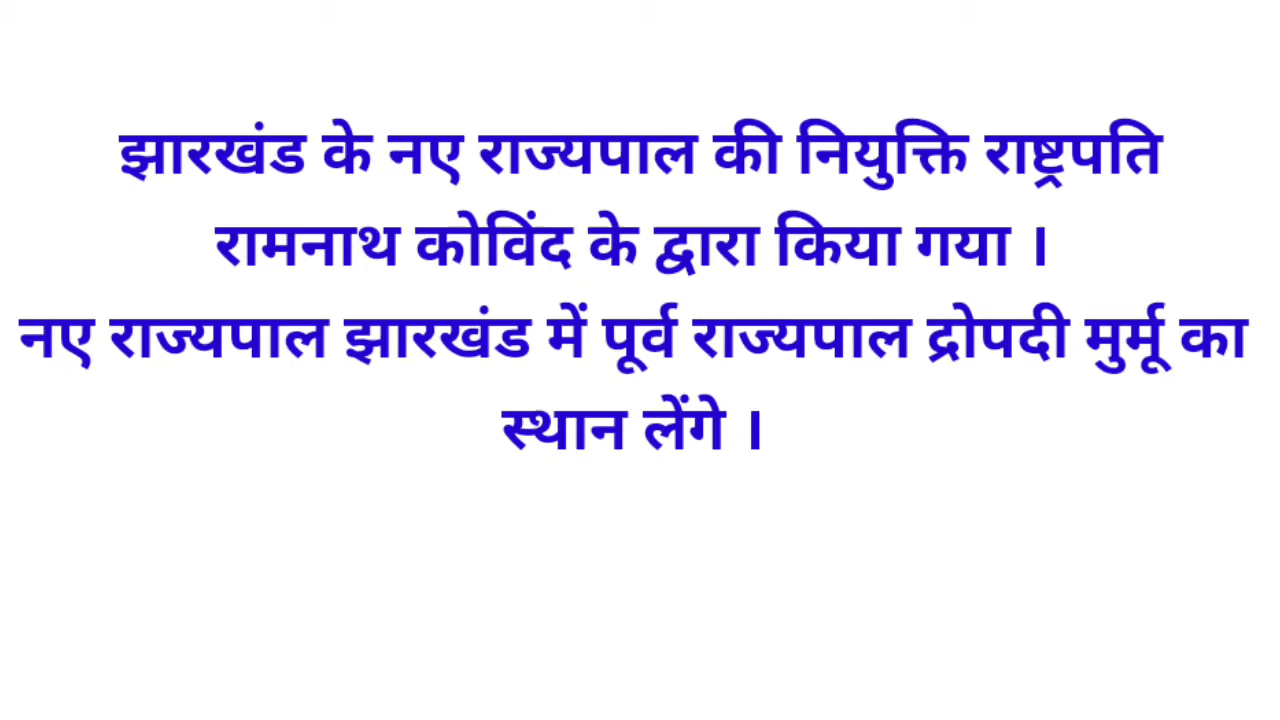 झारखंड के नए राज्यपाल की नियुक्ति राष्ट्रपति
रामनाथ कोविंद के द्वारा किया गया ।
नए राज्यपाल झारखंड में पूर्व राज्यपाल द्रोपदी मुर्मू का
स्थान लेंगे ।